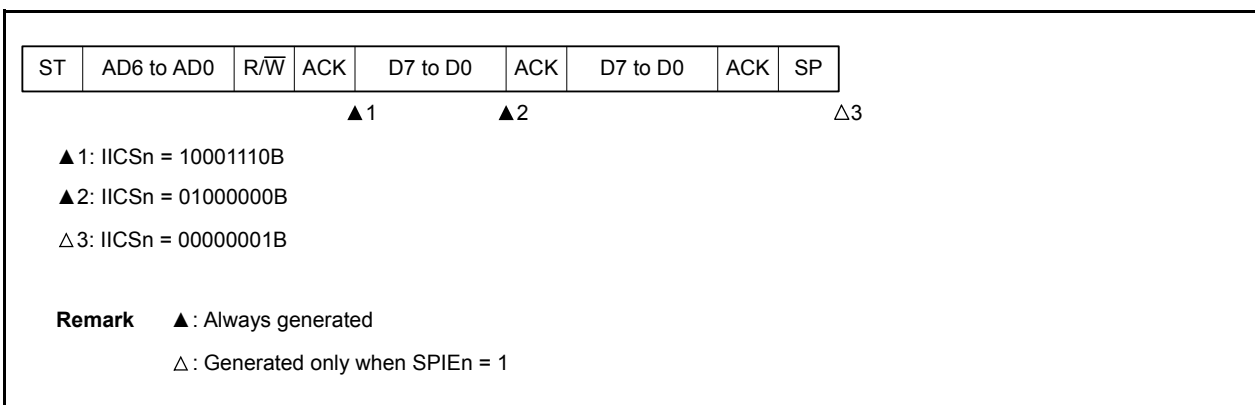 ST AD6 to AD0 R/W̅ ACK D7 to D0 ACK D7 to D0 ACK SP
▲1 ▲2 △3
▲1: IICSn = 10001110B
▲2: IICSn = 01000000B
△3: IICSn = 00000001B
Remark ▲: Always generated
△: Generated only when SPIEn = 1